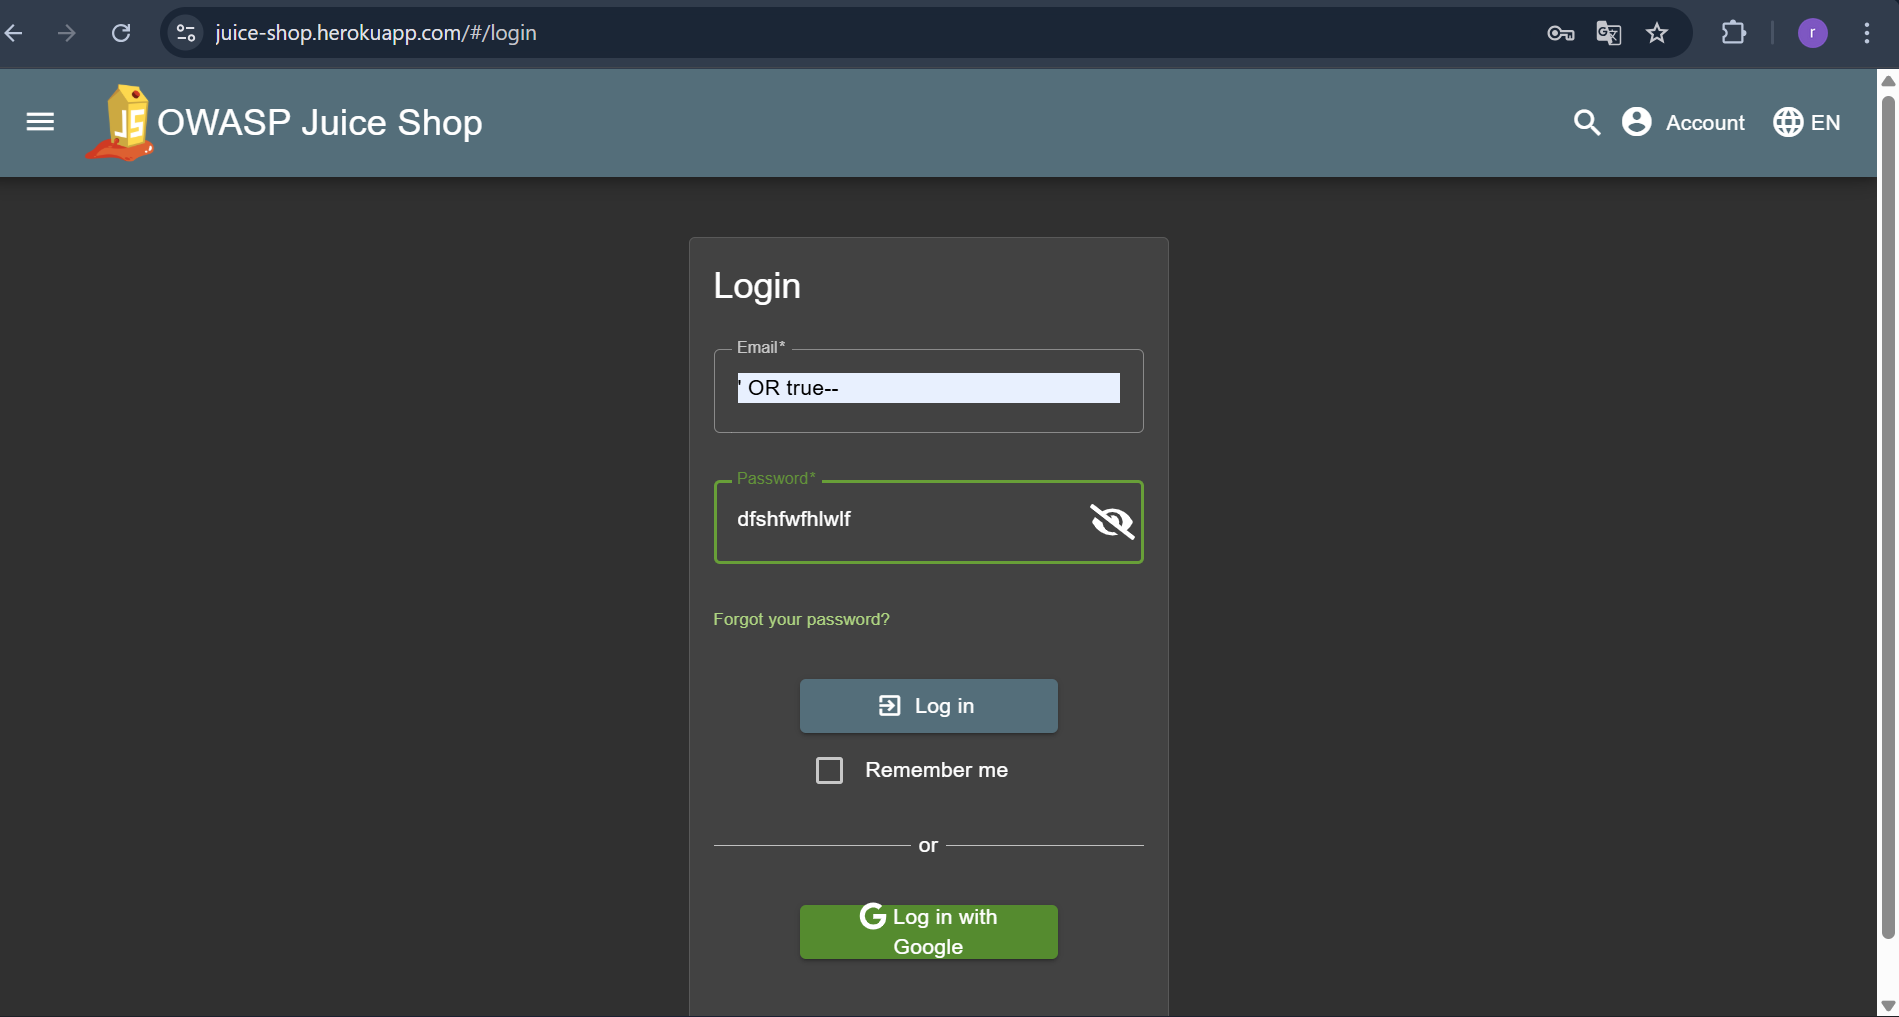 juice-shop.herokuapp.com/#/login
r
JS
OWASP Juice Shop
Account
EN
Login
Email*
' OR true--
Password*
dfshfwfhlwlf
Forgot your password?
Log in
Remember me
or
G Log in with
Google